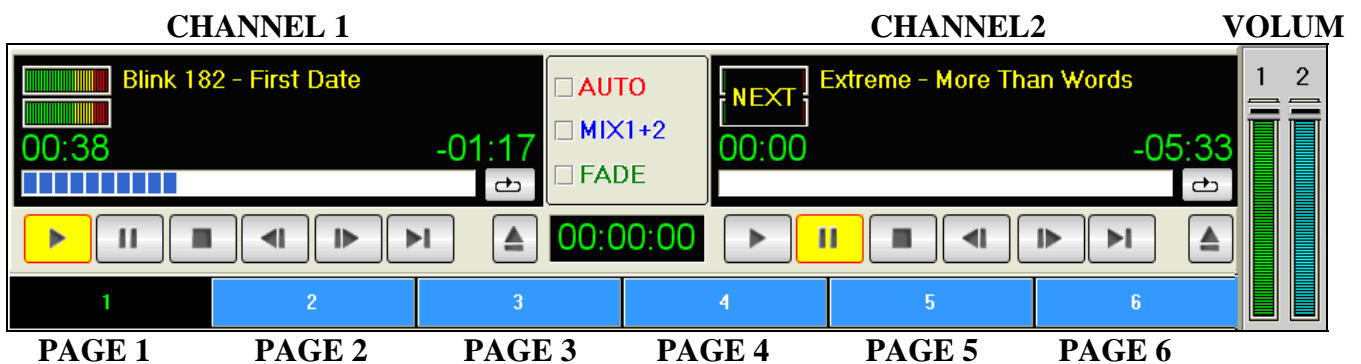 CHANNEL 1 CHANNEL2 VOLUM
Blink 182 - First Date
00:38 -01:17
AUTO
MIX1+2
FADE
NEXT
Extreme - More Than Words
00:00 -05:33
1 2
00:00:00
1 2 3 4 5 6
PAGE 1 PAGE 2 PAGE 3 PAGE 4 PAGE 5 PAGE 6